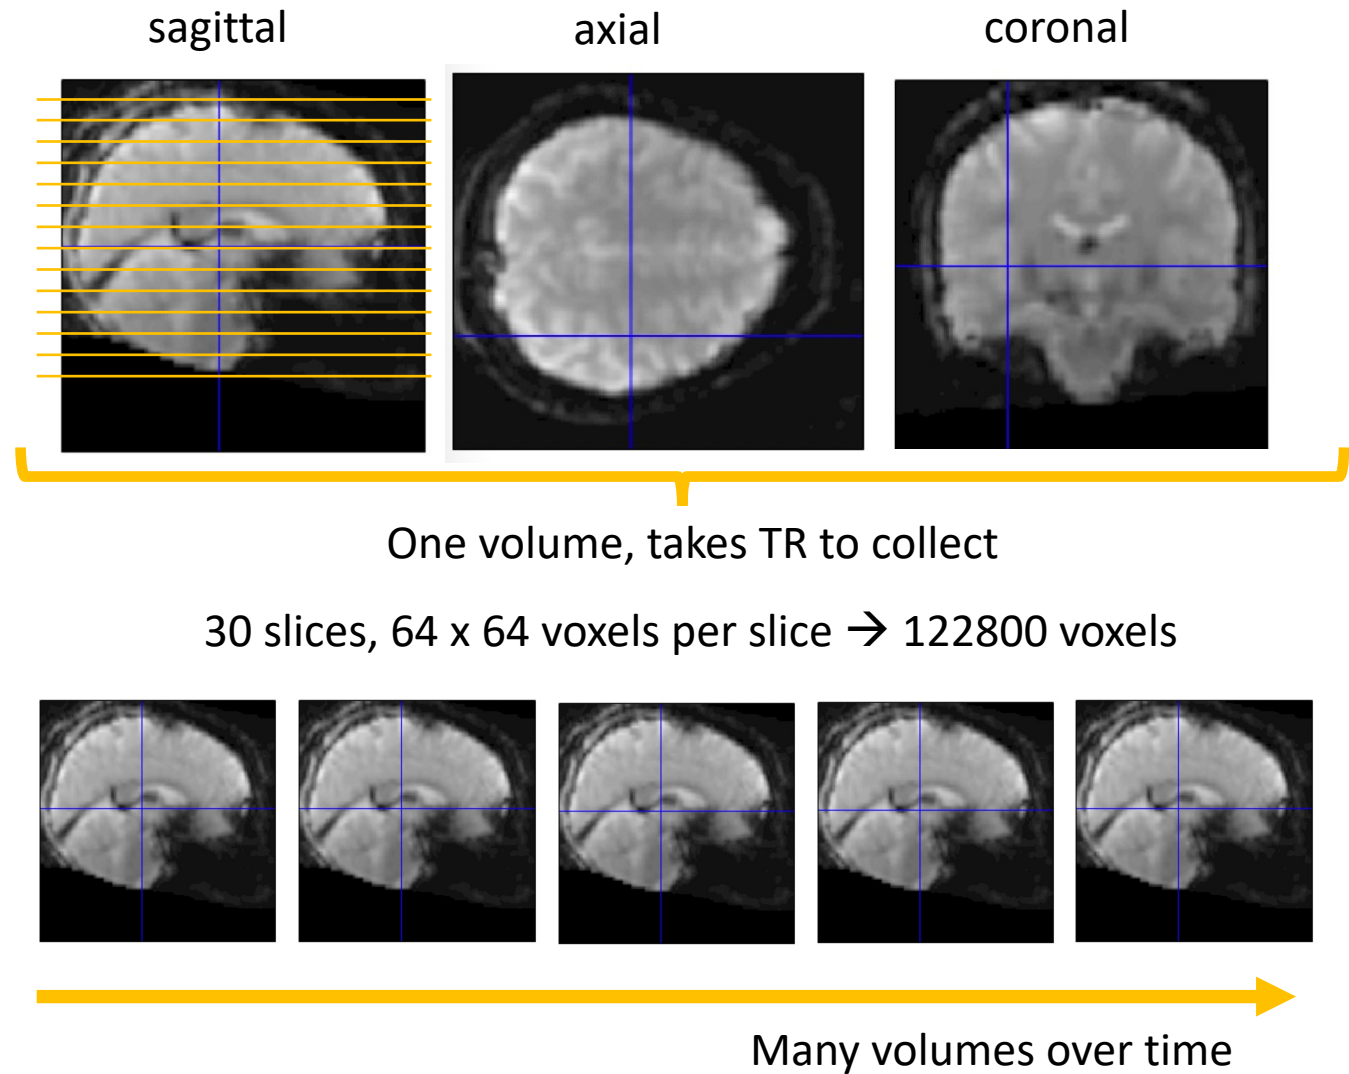 sagittal
axial
coronal
One volume, takes TR to collect
30 slices, 64 x 64 voxels per slice → 122800 voxels
Many volumes over time